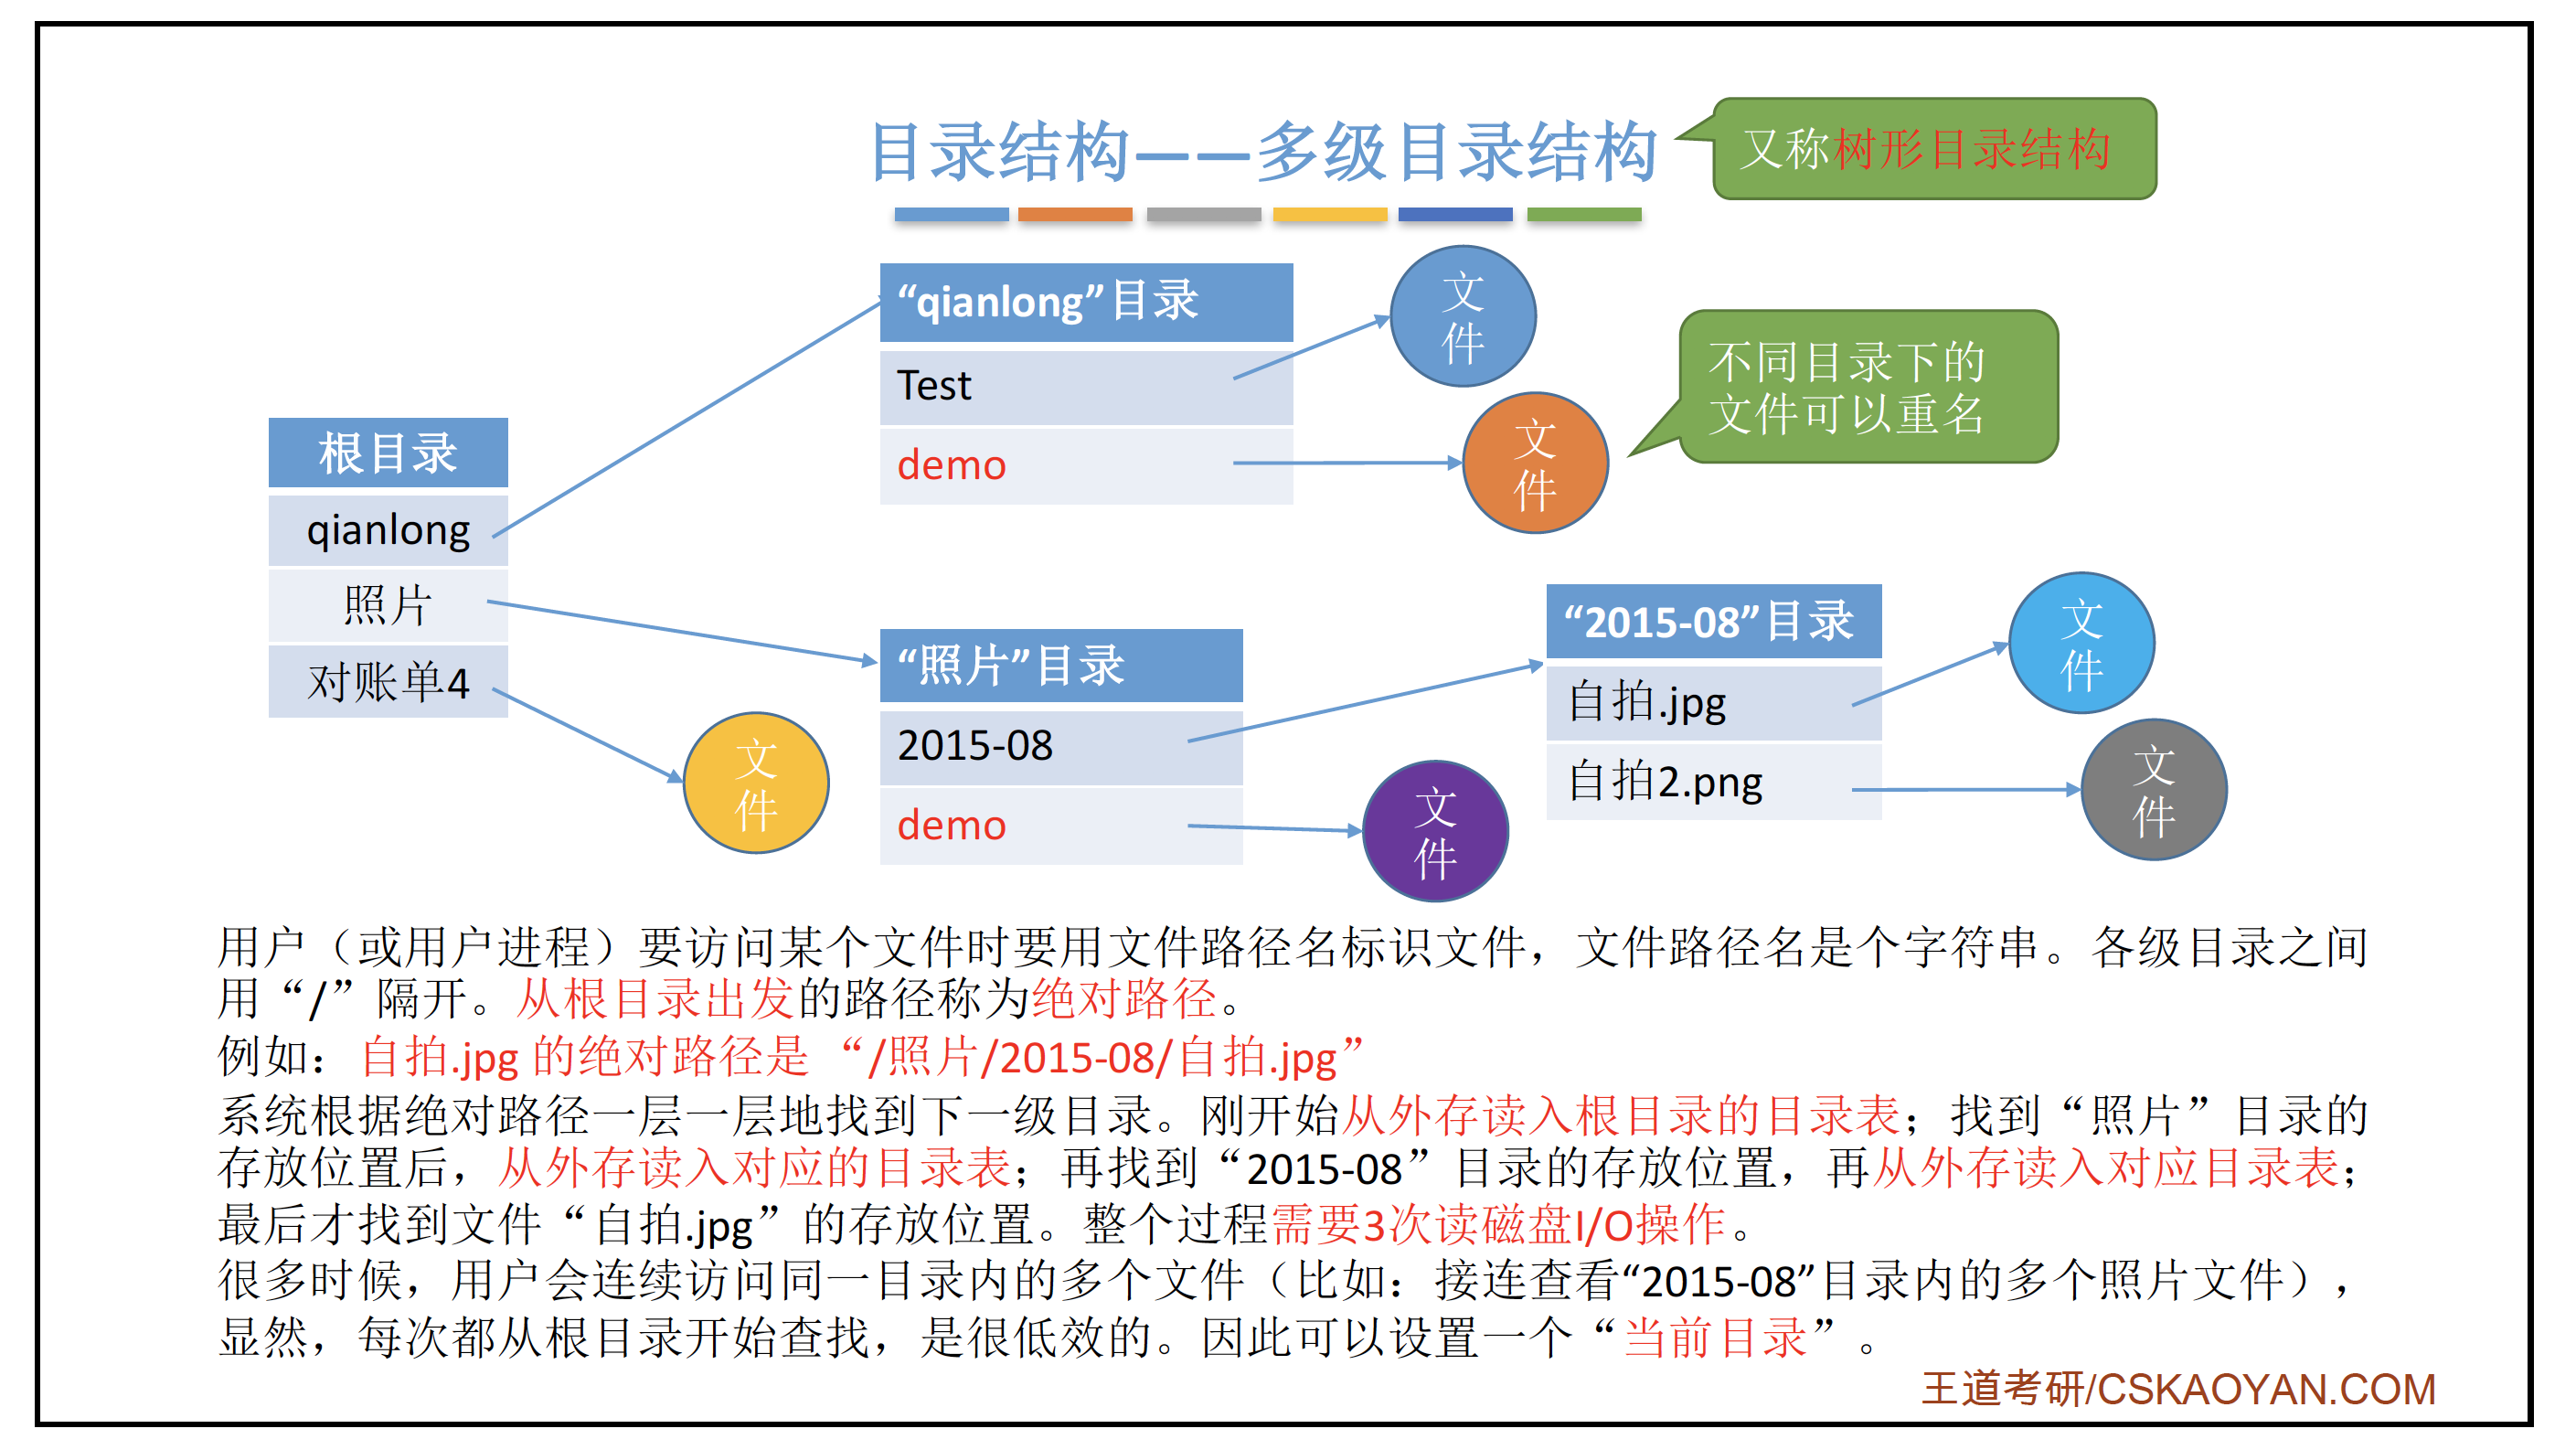 目录结构——多级目录结构
又称树形目录结构
“qianlong”目录
Test
demo
文
件
文
件
不同目录下的
文件可以重名
根目录
qianlong
照片
对账单4
文
件
“照片”目录
2015-08
demo
文
件
“2015-08”目录
自拍.jpg
自拍2.png
文
件
文
件
用户（或用户进程）要访问某个文件时要用文件路径名标识文件，文件路径名是个字符串。各级目录之间
用“/”隔开。从根目录出发的路径称为绝对路径。
例如：自拍.jpg 的绝对路径是 “/照片/2015-08/自拍.jpg”
系统根据绝对路径一层一层地找到下一级目录。刚开始从外存读入根目录的目录表；找到“照片”目录的
存放位置后，从外存读入对应的目录表；再找到“2015-08”目录的存放位置，再从外存读入对应目录表；
最后才找到文件“自拍.jpg”的存放位置。整个过程需要3次读磁盘I/O操作。
很多时候，用户会连续访问同一目录内的多个文件（比如：接连查看“2015-08”目录内的多个照片文件），
显然，每次都从根目录开始查找，是很低效的。因此可以设置一个“当前目录”。
王道考研/CSKAOYAN.COM